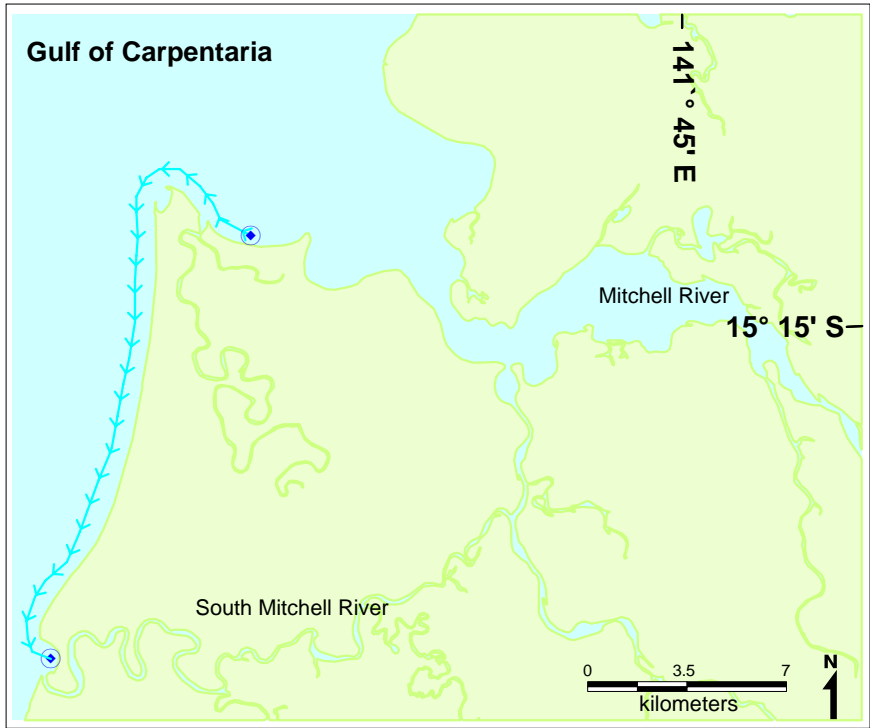 Gulf of Carpentaria
141`° 45' E
Mitchell River
15° 15' S
South Mitchell River
N
0 3.5 7
kilometers